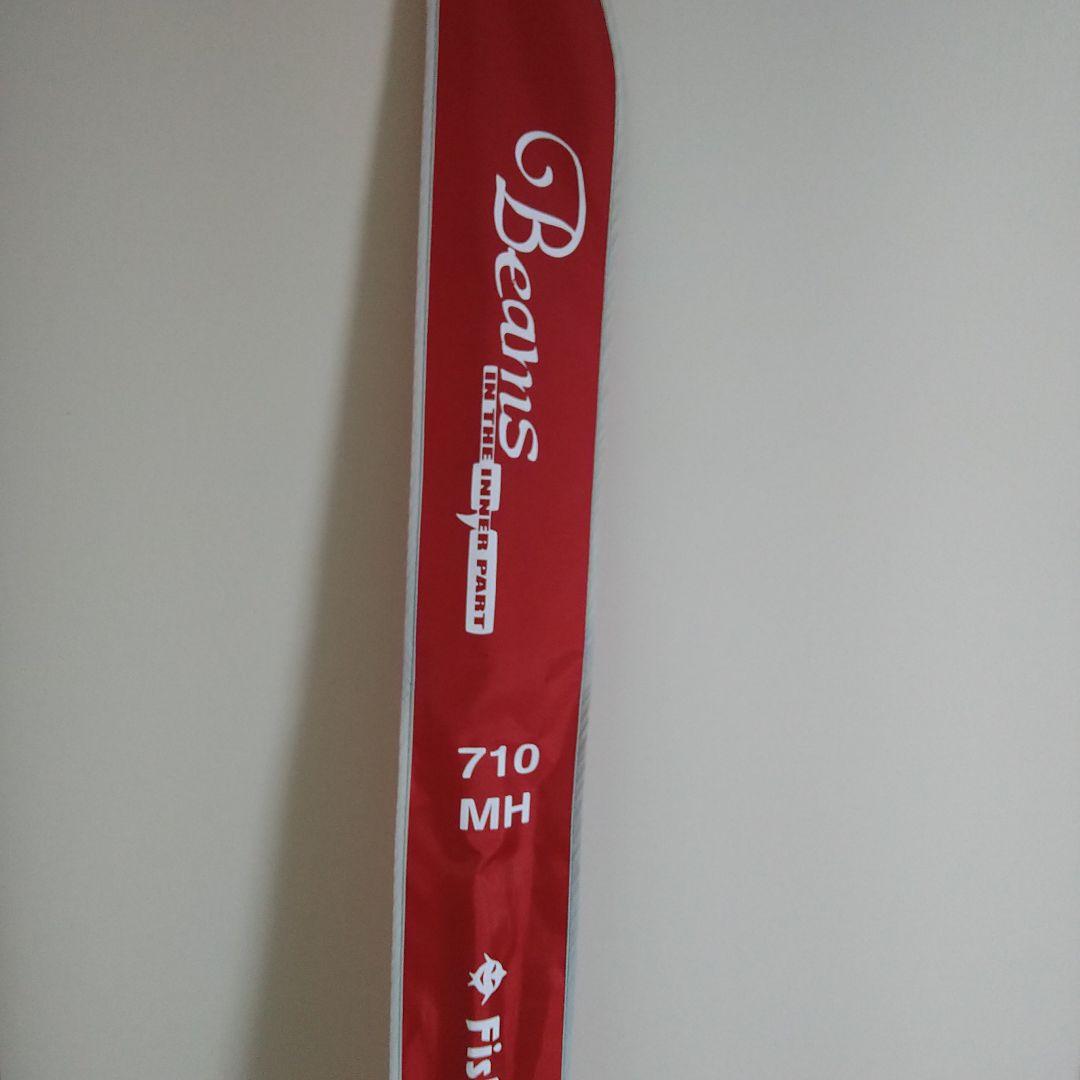 Beams
IN THE INNER PART
710
MH
Fis